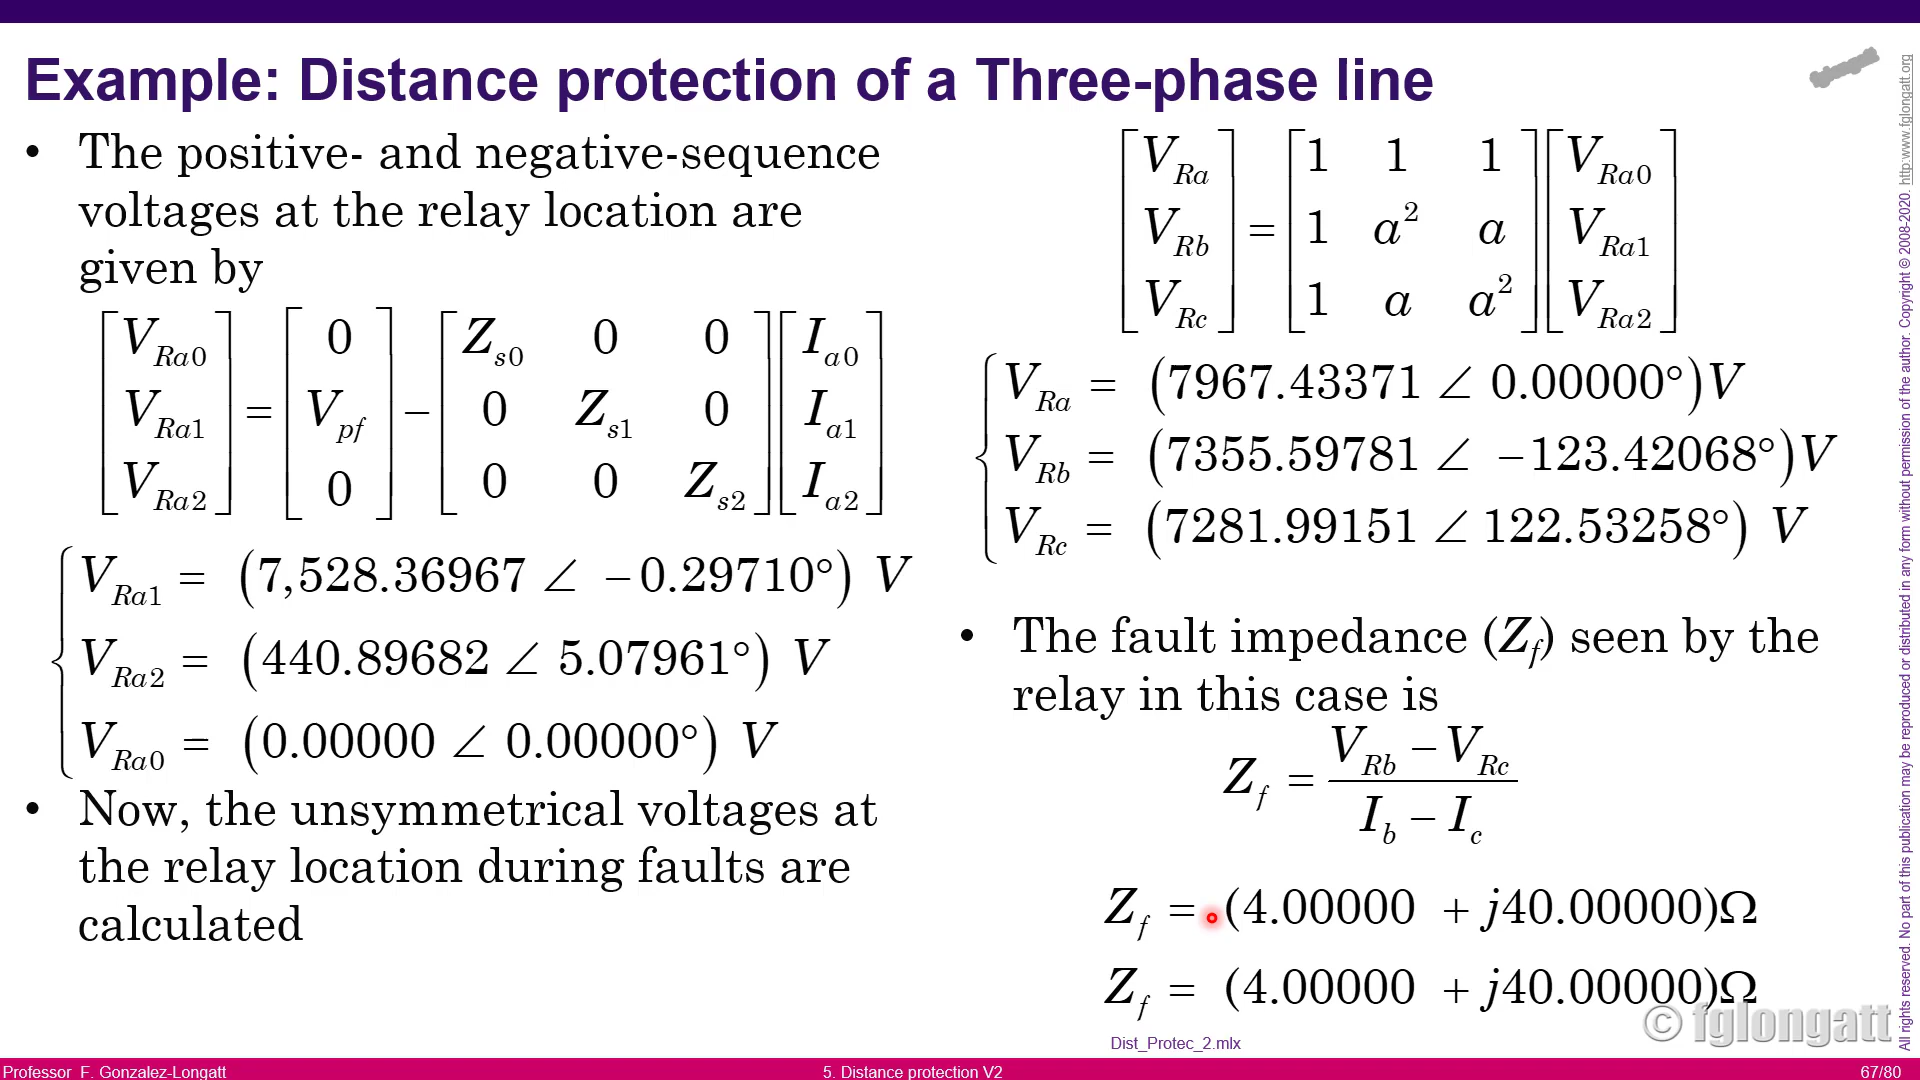 Example: Distance protection of a Three-phase line
• The positive- and negative-sequence
voltages at the relay location are
given by
[V_Ra0] [0] [Z_s0 0 0] [I_a0]
[V_Ra1] = [V_pf] − [0 Z_s1 0] [I_a1]
[V_Ra2] [0] [0 0 Z_s2] [I_a2]
V_Ra1 = (7,528.36967 ∠ −0.29710°) V
V_Ra2 = (440.89682 ∠ 5.07961°) V
V_Ra0 = (0.00000 ∠ 0.00000°) V
• Now, the unsymmetrical voltages at
the relay location during faults are
calculated
[V_Ra] [1 1 1] [V_Ra0]
[V_Rb] = [1 a² a] [V_Ra1]
[V_Rc] [1 a a²] [V_Ra2]
V_Ra = (7967.43371 ∠ 0.00000°) V
V_Rb = (7355.59781 ∠ −123.42068°) V
V_Rc = (7281.99151 ∠ 122.53258°) V
• The fault impedance (Z_f) seen by the
relay in this case is
Z_f = (V_Rb − V_Rc) / (I_b − I_c)
Z_f = (4.00000 + j40.00000)Ω
Z_f = (4.00000 + j40.00000)Ω
© fglongatt
Dist_Protec_2.mlx
All rights reserved. No part of this publication may be reproduced or distributed in any form without permission of the author. Copyright © 2008-2020. http:www.fglongatt.org
Professor F. Gonzalez-Longatt
5. Distance protection V2
67/80